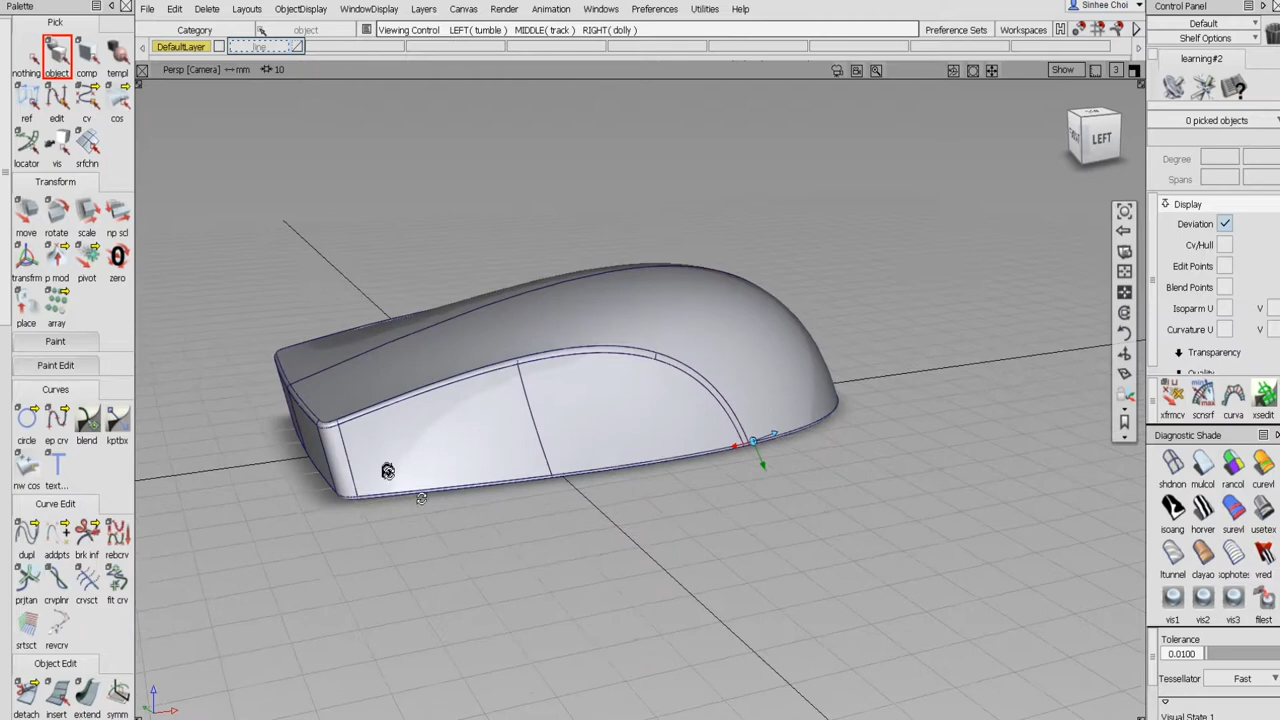 Palette
Pick
nothing object comp templ
ref edit cv cos
locator vis srfchn
Transform
move rotate scale np scl
transfrm p mod pivot zero
place array
Paint
Paint Edit
Curves
circle ep crv blend kptbx
nw cos text...
Curve Edit
dupl addpts brk inf rebcrv
prjtan crvplnr crvsct fit crv
srtsct revcrv
Object Edit
detach insert extend symm
File Edit Delete Layouts ObjectDisplay WindowDisplay Layers Canvas Render Animation Windows Preferences Utilities Help
Sinhee Choi
Category object Viewing Control LEFT( tumble ) MIDDLE( track ) RIGHT( dolly ) Preference Sets Workspaces
DefaultLayer line
Persp [Camera] mm 10 Show 3
LEFT
Control Panel
Default
Shelf Options
learning#2
0 picked objects
Degree
Spans
Display
Deviation
Cv/Hull
Edit Points
Blend Points
Isoparm U V
Curvature U V
Transparency
xfrmcv scnsrf curva xsedit
Diagnostic Shade
shdnon mulcol rancol curevl
isoang horver surevl usetex
ltunnel clayao sophotes vred
vis1 vis2 vis3 filest
Tolerance
0.0100
Tessellator Fast